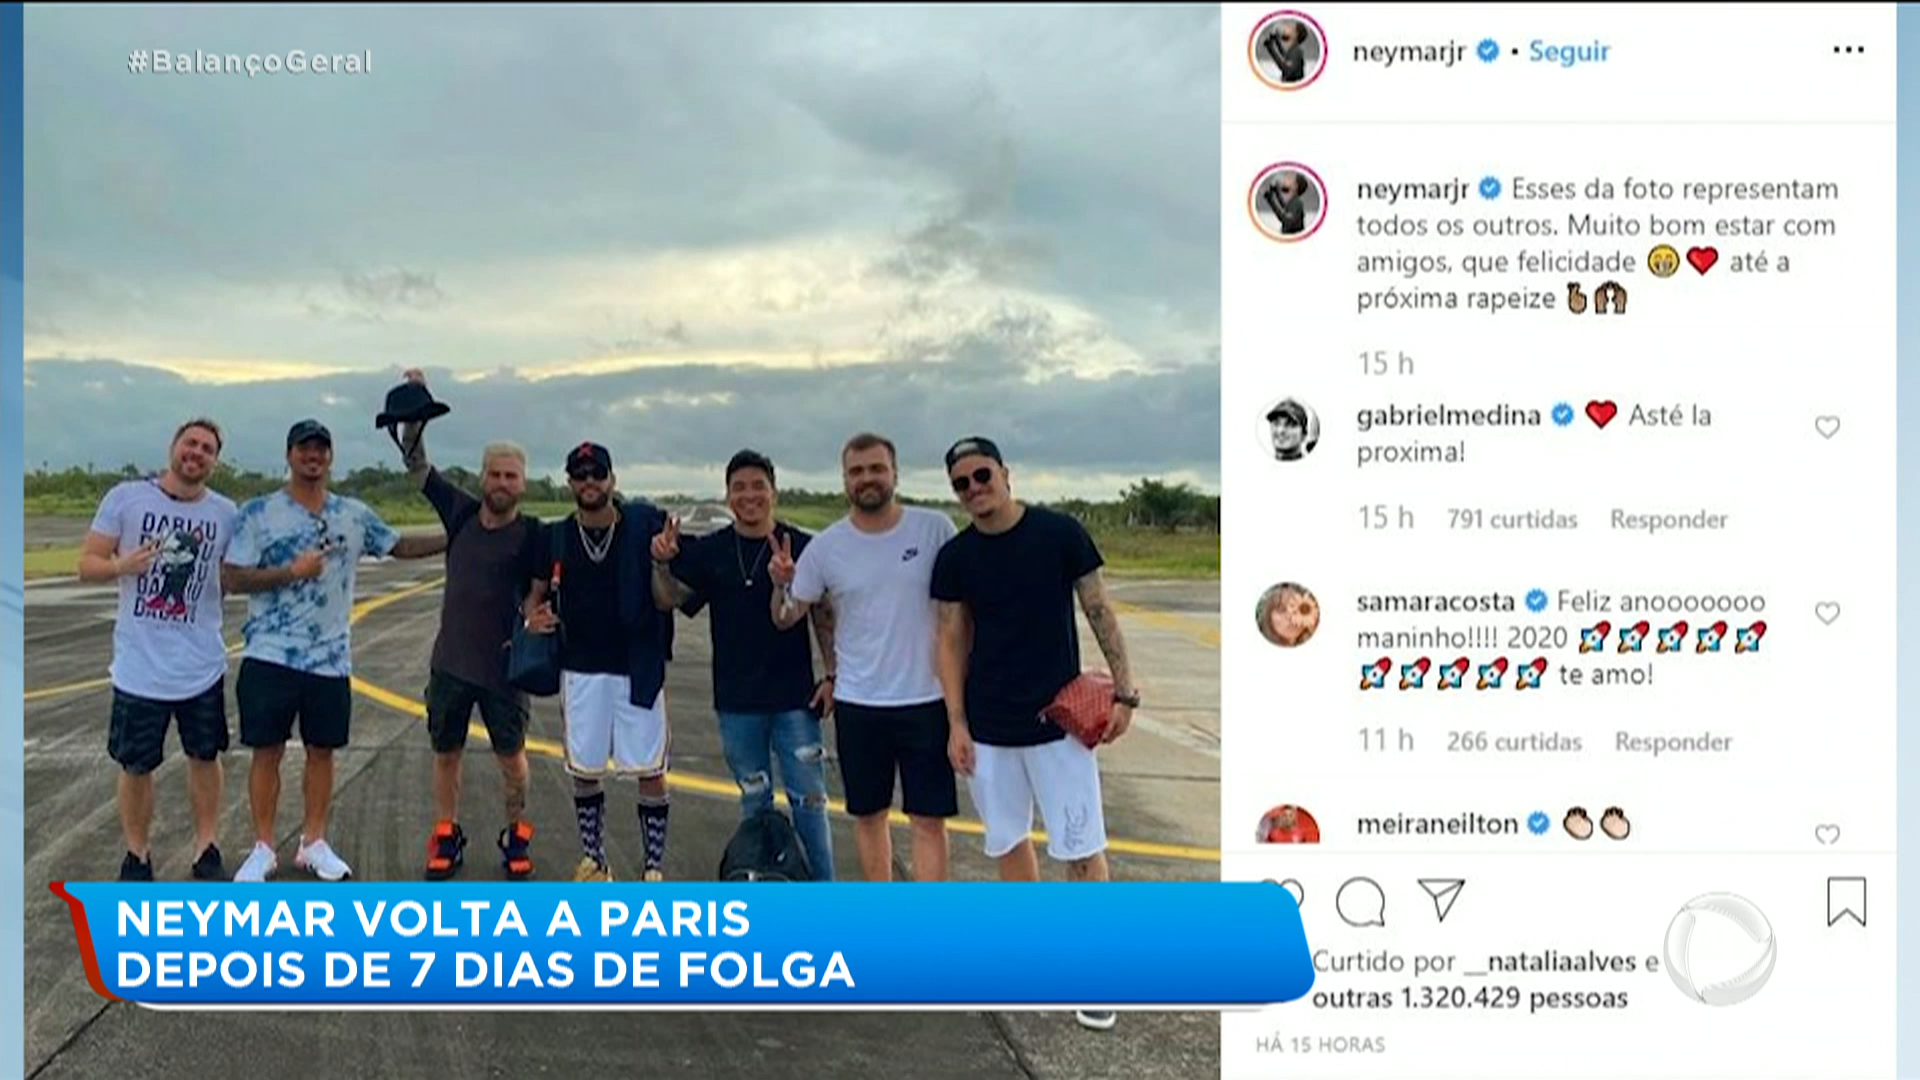 #BalançoGeral
neymarjr • Seguir
neymarjr Esses da foto representam
todos os outros. Muito bom estar com
amigos, que felicidade 😁❤️ até a
próxima rapeize
15 h
gabrielmedina ❤️ Asté la
proxima!
15 h 791 curtidas Responder
samaracosta Feliz anooooooo
maninho!!!! 2020 🚀🚀🚀🚀🚀
🚀🚀🚀🚀🚀 te amo!
11 h 266 curtidas Responder
meiraneilton 👏👏
Curtido por __nataliaalves e
outras 1.320.429 pessoas
HÁ 15 HORAS
NEYMAR VOLTA A PARIS
DEPOIS DE 7 DIAS DE FOLGA